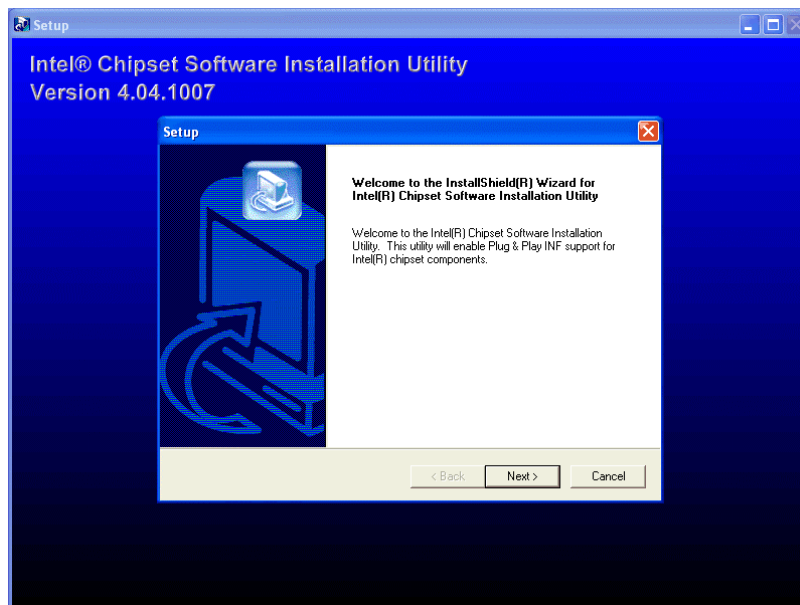 Setup
Intel® Chipset Software Installation Utility
Version 4.04.1007
Setup
Welcome to the InstallShield(R) Wizard for
Intel(R) Chipset Software Installation Utility
Welcome to the Intel(R) Chipset Software Installation
Utility. This utility will enable Plug & Play INF support for
Intel(R) chipset components.
< Back
Next >
Cancel